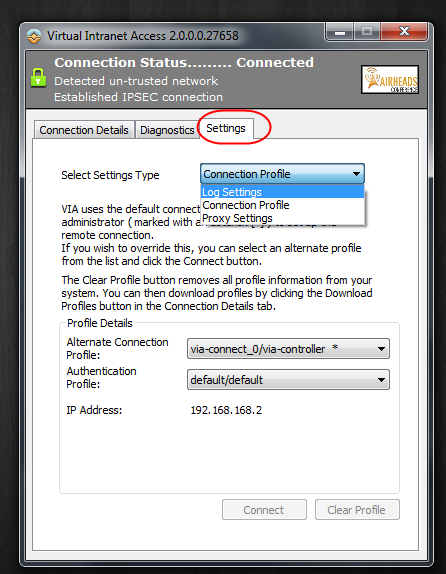 Virtual Intranet Access 2.0.0.0.27658
Connection Status......... Connected
Detected un-trusted network
Established IPSEC connection
AIRHEADS
CONFERENCE
Connection Details
Diagnostics
Settings
Select Settings Type
Connection Profile
Log Settings
Connection Profile
Proxy Settings
VIA uses the default connect
administrator ( marked with an
remote connection.
If you wish to override this, you can select an alternate profile
from the list and click the Connect button.
The Clear Profile button removes all profile information from your
system. You can then download profiles by clicking the Download
Profiles button in the Connection Details tab.
Profile Details
Alternate Connection
Profile:
via-connect_0/via-controller *
Authentication
Profile:
default/default
IP Address:
192.168.168.2
Connect
Clear Profile